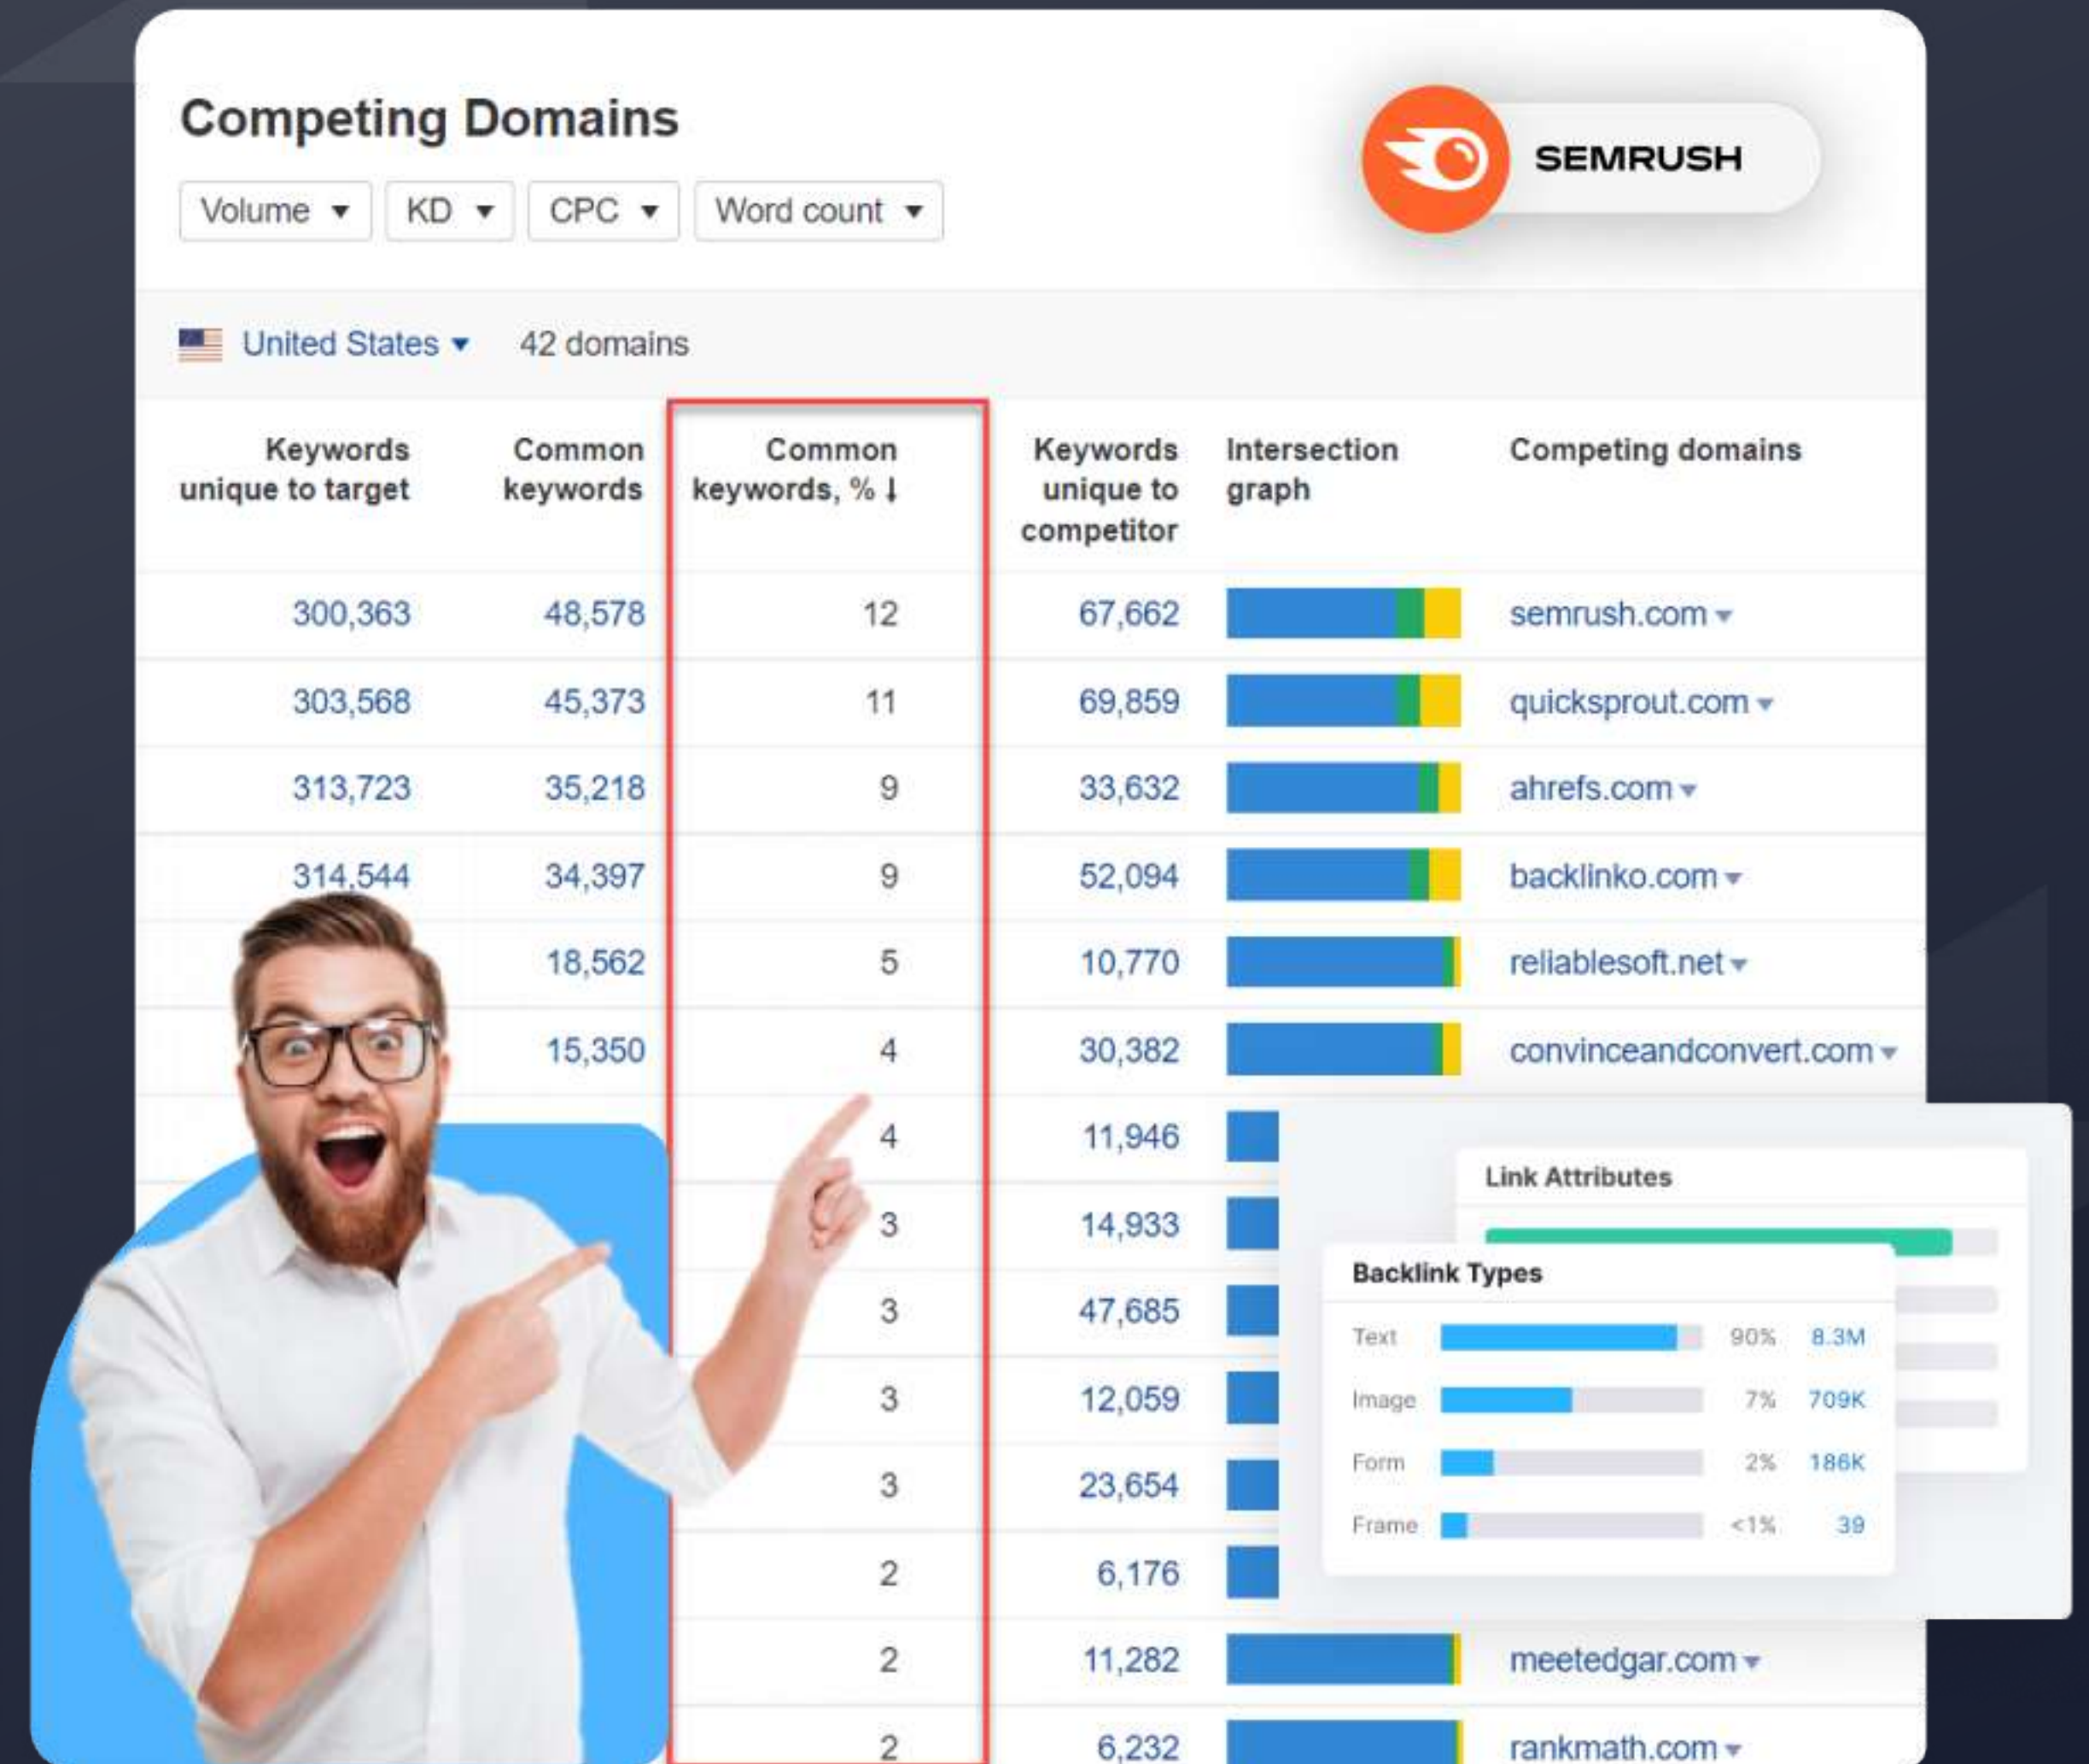 Competing Domains
SEMRUSH
Volume KD CPC Word count
United States 42 domains
Keywords unique to target
Common keywords
Common keywords, % ↓
Keywords unique to competitor
Intersection graph
Competing domains
300,363 48,578 12 67,662 semrush.com
303,568 45,373 11 69,859 quicksprout.com
313,723 35,218 9 33,632 ahrefs.com
314,544 34,397 9 52,094 backlinko.com
18,562 5 10,770 reliablesoft.net
15,350 4 30,382 convinceandconvert.com
4 11,946
3 14,933
3 47,685
3 12,059
3 23,654
2 6,176
2 11,282 meetedgar.com
2 6,232 rankmath.com
Link Attributes
Backlink Types
Text 90% 8.3M
Image 7% 709K
Form 2% 186K
Frame <1% 39